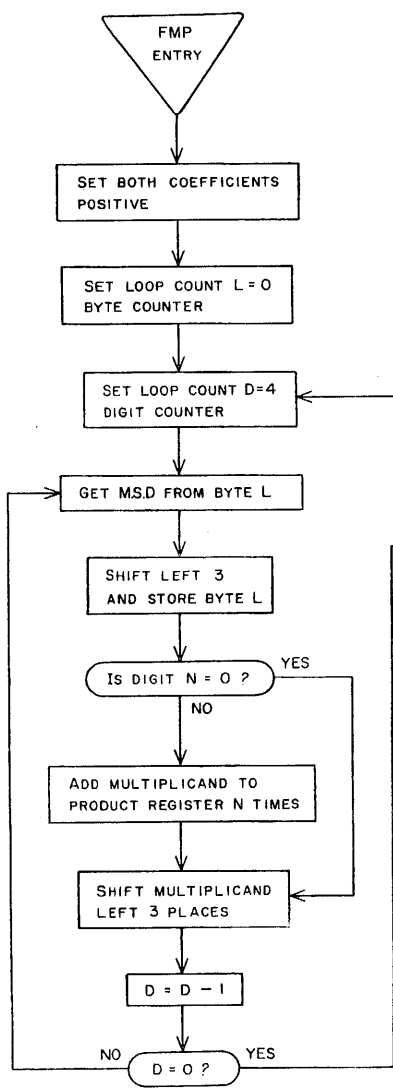 FMP
ENTRY
SET BOTH COEFFICIENTS
POSITIVE
SET LOOP COUNT L = 0
BYTE COUNTER
SET LOOP COUNT D=4
DIGIT COUNTER
GET M.S.D FROM BYTE L
SHIFT LEFT 3
AND STORE BYTE L
IS DIGIT N = 0 ?
YES
NO
ADD MULTIPLICAND TO
PRODUCT REGISTER N TIMES
SHIFT MULTIPLICAND
LEFT 3 PLACES
D = D - 1
NO
D = 0 ?
YES